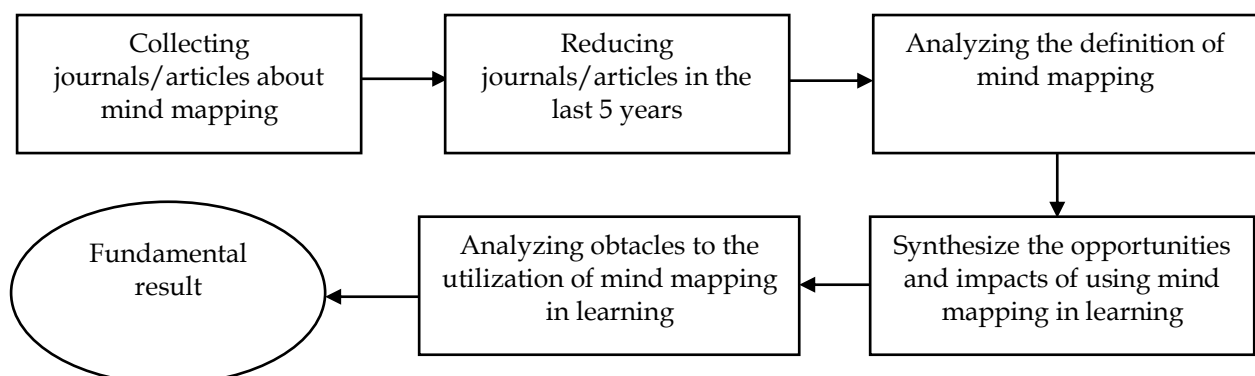 Collecting
journals/articles about
mind mapping
Reducing
journals/articles in the
last 5 years
Analyzing the definition of
mind mapping
Synthesize the opportunities
and impacts of using mind
mapping in learning
Analyzing obtacles to the
utilization of mind mapping
in learning
Fundamental
result